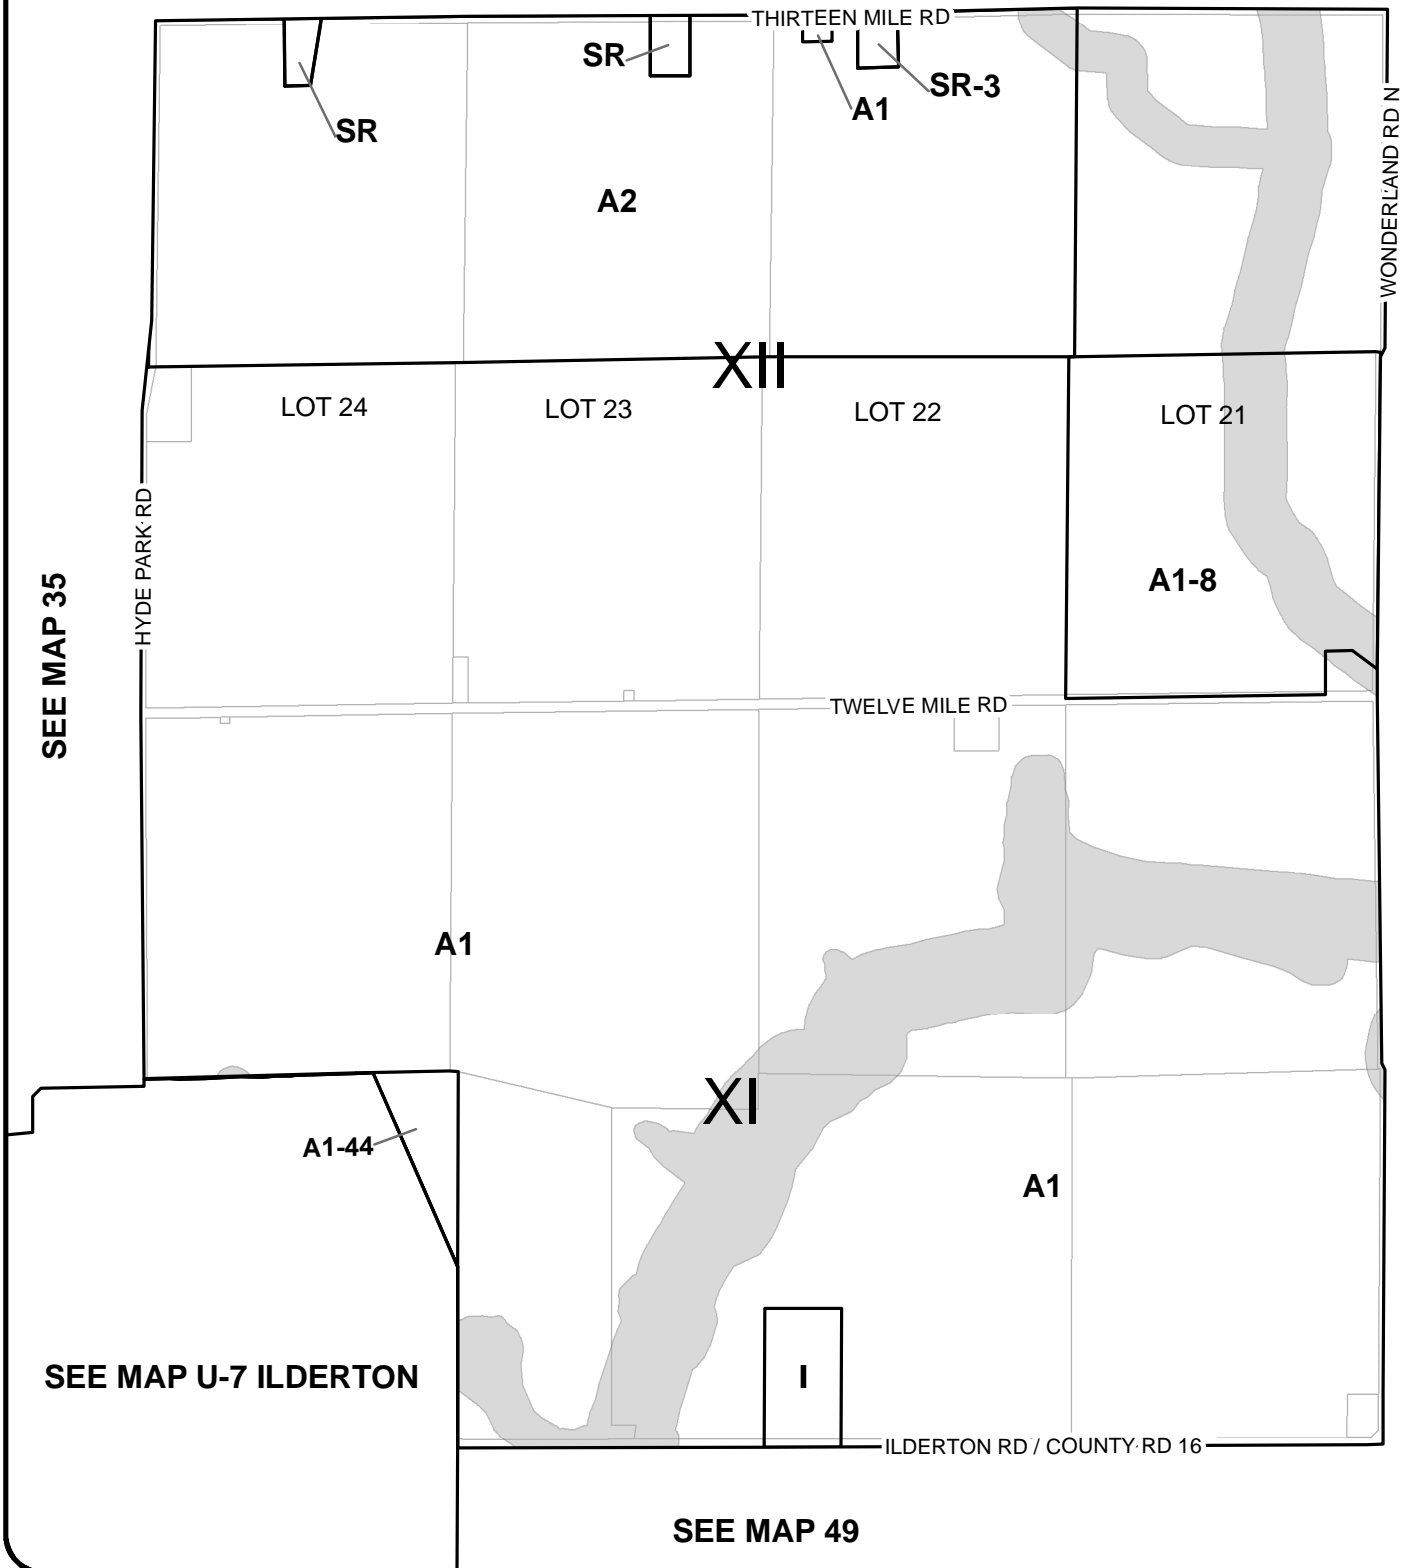 THIRTEEN MILE RD
SR
SR-3
A1
SR
WONDERLAND RD N
A2
XII
LOT 24
LOT 23
LOT 22
LOT 21
HYDE PARK RD
A1-8
SEE MAP 35
TWELVE MILE RD
A1
XI
A1-44
A1
SEE MAP U-7 ILDERTON
I
ILDERTON RD / COUNTY RD 16
SEE MAP 49